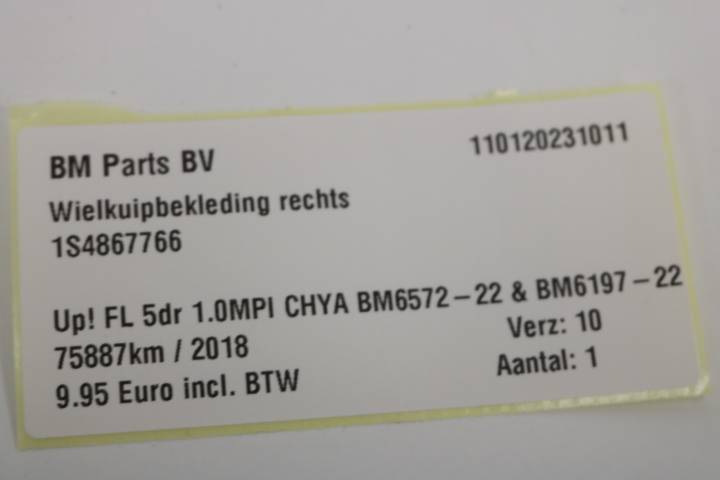 BM Parts BV 110120231011
Wielkuipbekleding rechts
1S4867766
Up! FL 5dr 1.0MPI CHYA BM6572-22 & BM6197-22
75887km / 2018 Verz: 10
9.95 Euro incl. BTW Aantal: 1